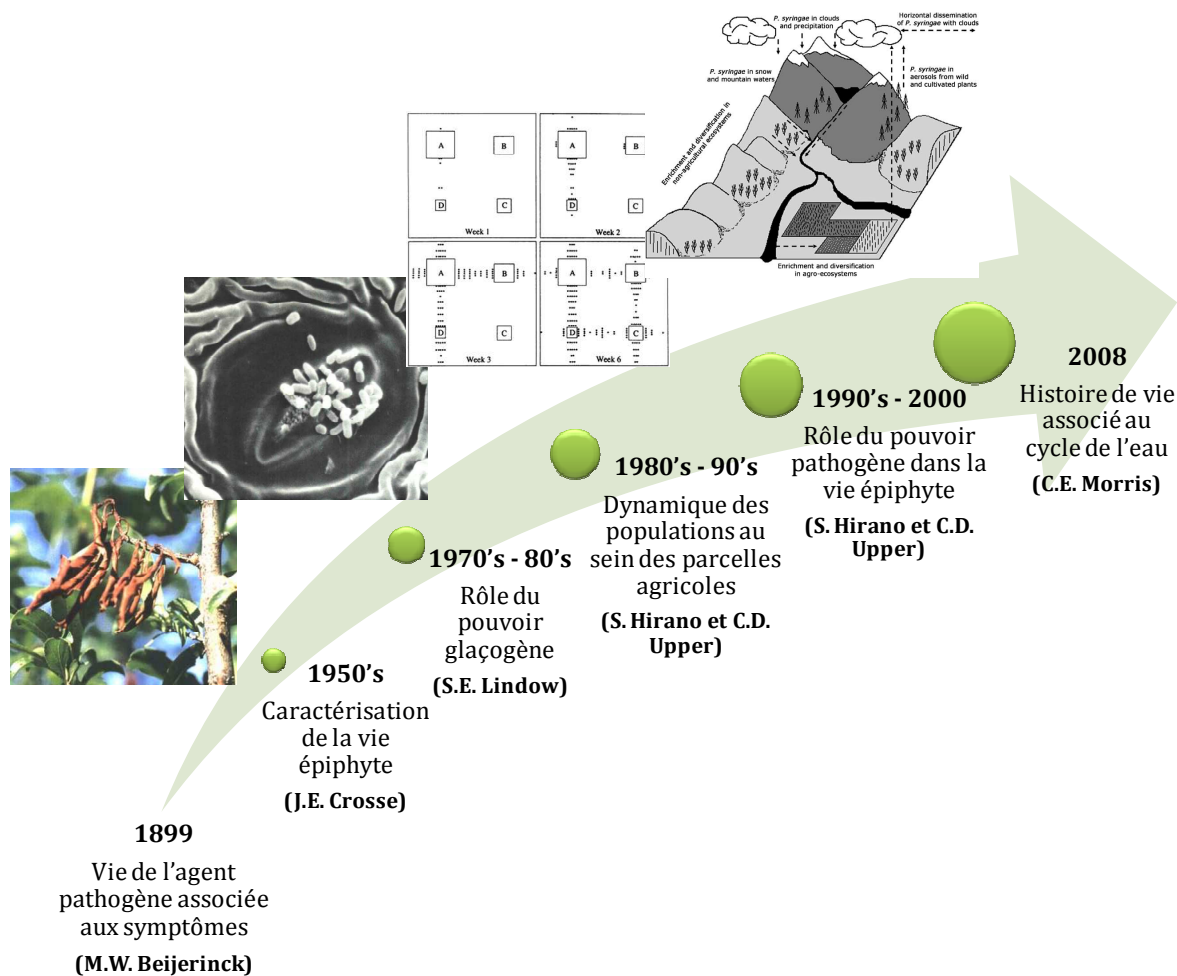 P. syringae in clouds
and precipitation
Horizontal dissemination
of P. syringae with clouds
P. syringae in snow
and mountain waters
P. syringae in
aerosols from wild
and cultivated plants
Enrichment and diversification in
non-agricultural ecosystems
Enrichment and diversification
in agro-ecosystems
A
B
D
C
Week 1
A
B
D
C
Week 2
A
B
D
C
Week 3
A
B
D
C
Week 6
1899
Vie de l’agent
pathogène associée
aux symptômes
(M.W. Beijerinck)
1950's
Caractérisation
de la vie
épiphyte
(J.E. Crosse)
1970's - 80's
Rôle du
pouvoir
glaçogène
(S.E. Lindow)
1980's - 90's
Dynamique des
populations au
sein des parcelles
agricoles
(S. Hirano et C.D.
Upper)
1990's - 2000
Rôle du pouvoir
pathogène dans la
vie épiphyte
(S. Hirano et C.D.
Upper)
2008
Histoire de vie
associé au
cycle de l’eau
(C.E. Morris)